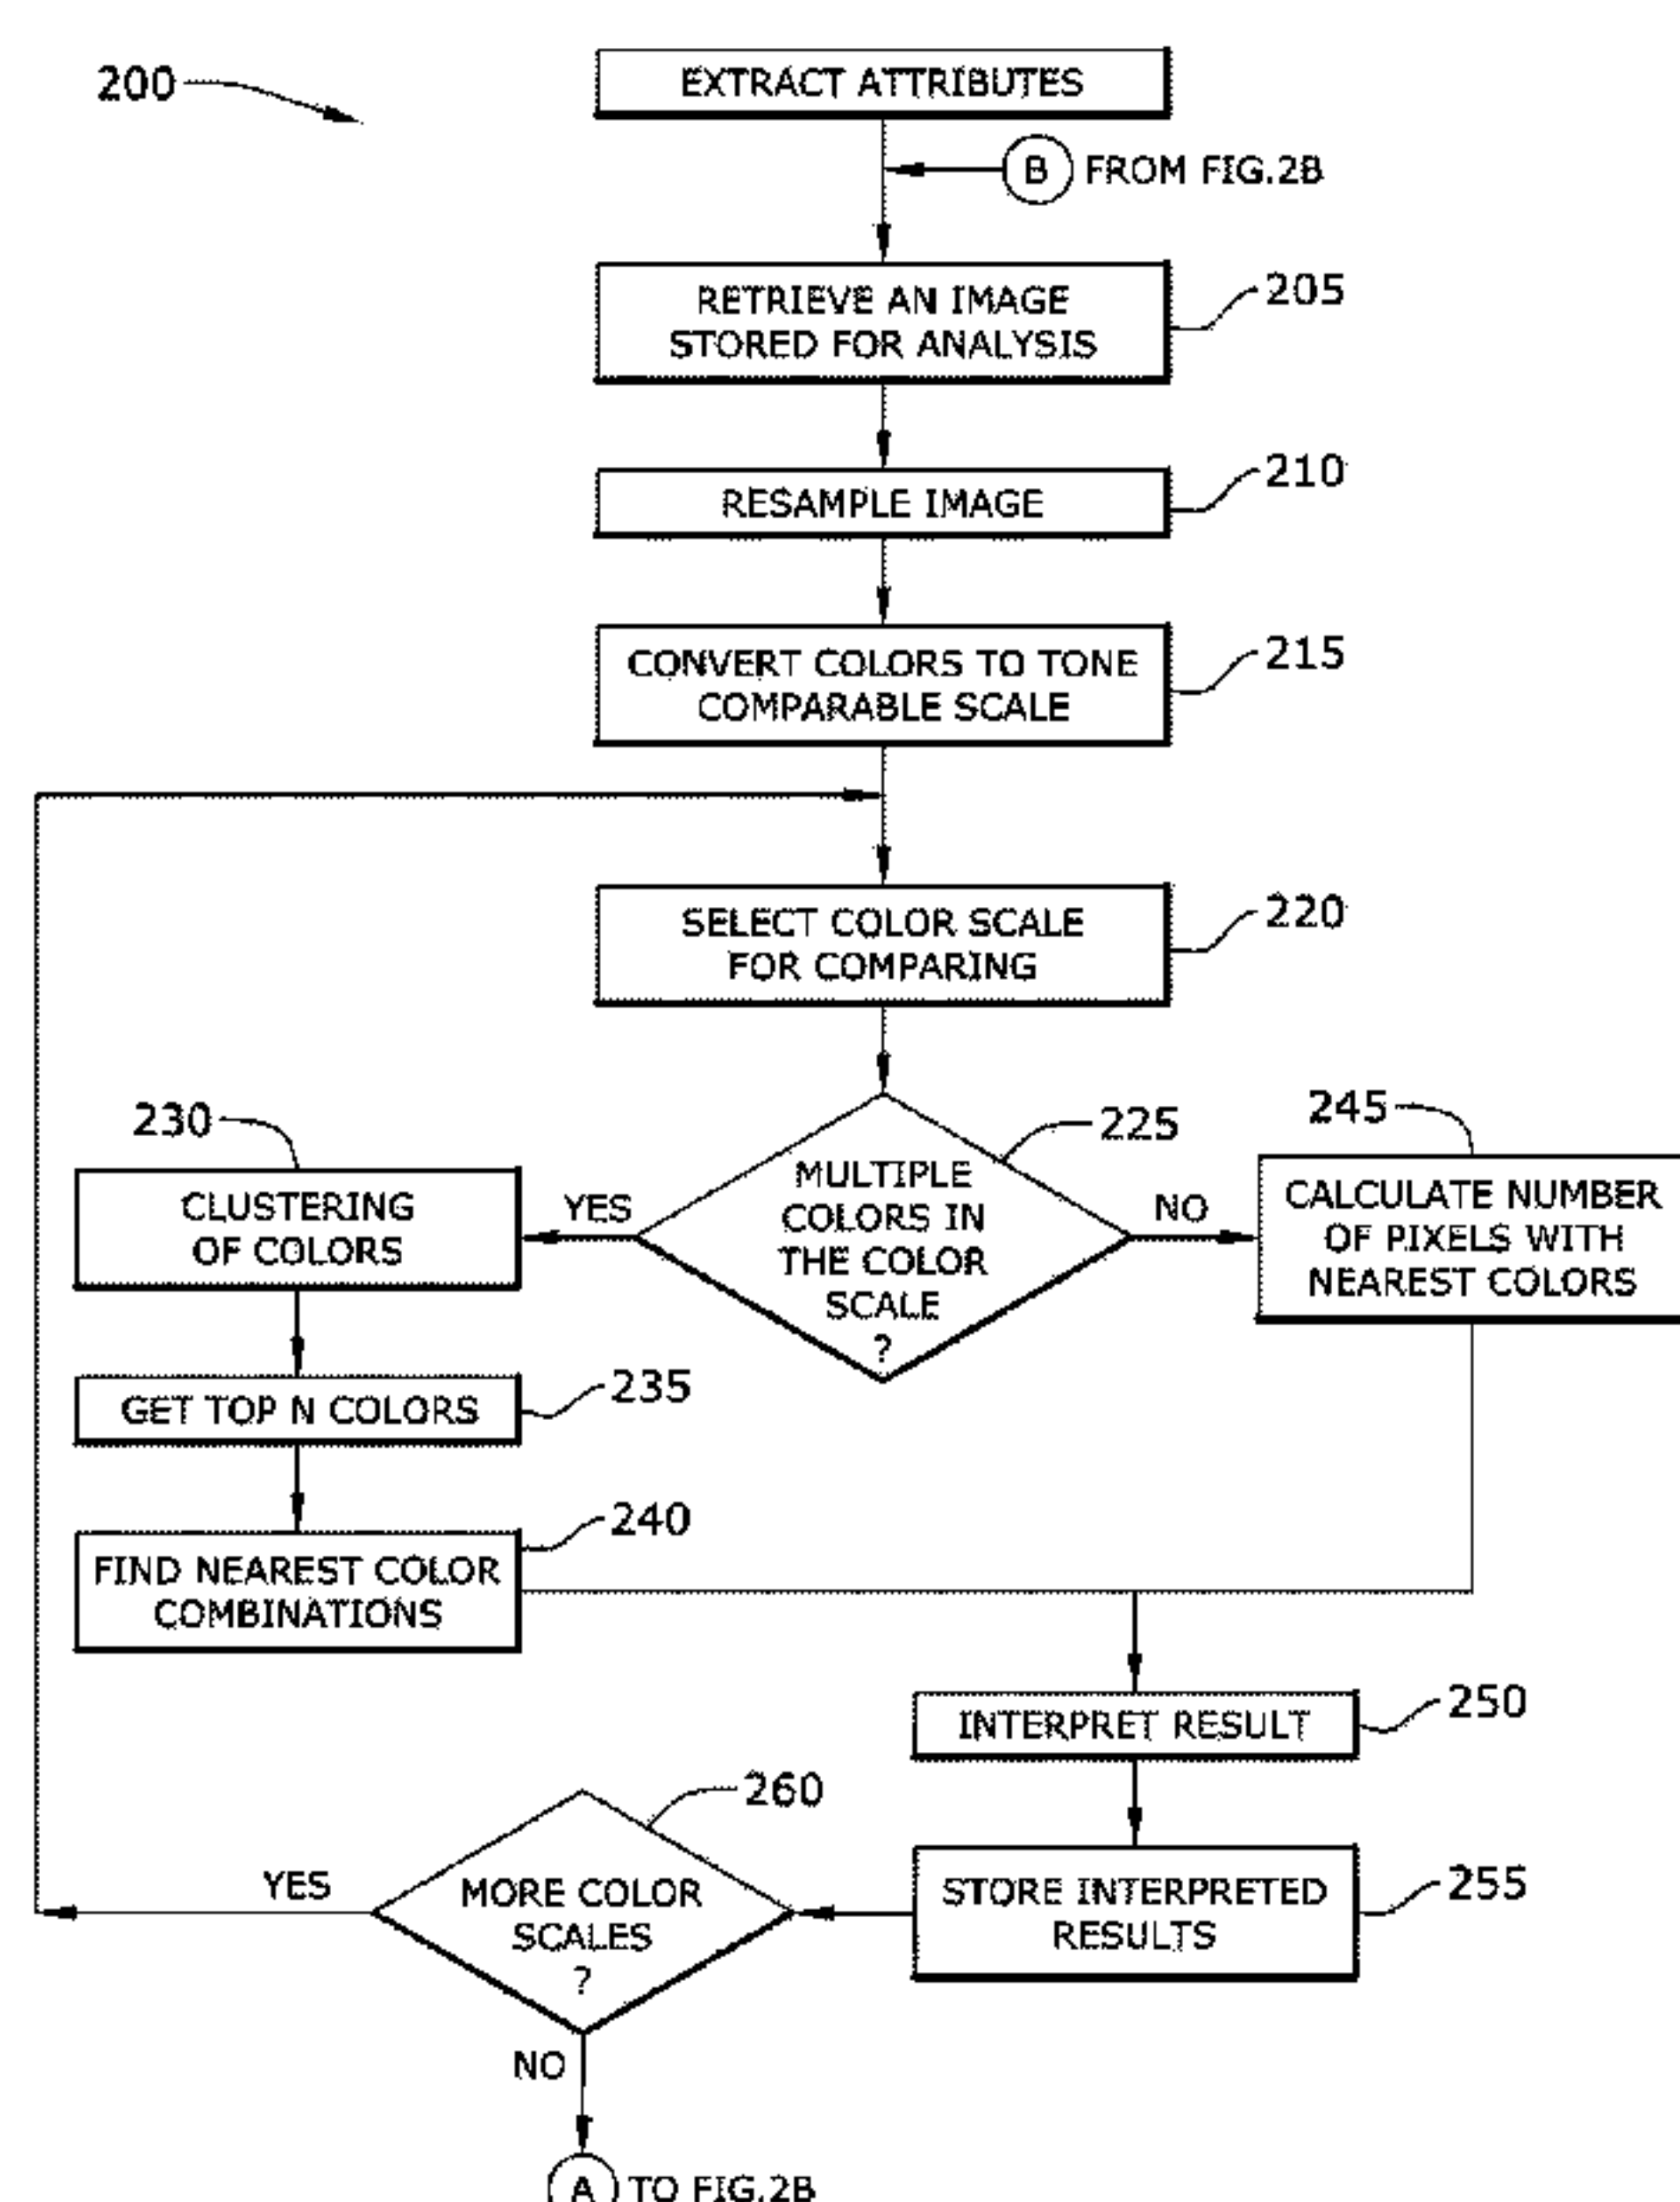 200
EXTRACT ATTRIBUTES
B FROM FIG.2B
RETRIEVE AN IMAGE
STORED FOR ANALYSIS
205
RESAMPLE IMAGE
210
CONVERT COLORS TO TONE
COMPARABLE SCALE
215
SELECT COLOR SCALE
FOR COMPARING
220
225
MULTIPLE
COLORS IN
THE COLOR
SCALE
?
YES
NO
230
CLUSTERING
OF COLORS
245
CALCULATE NUMBER
OF PIXELS WITH
NEAREST COLORS
GET TOP N COLORS
235
240
FIND NEAREST COLOR
COMBINATIONS
INTERPRET RESULT
250
STORE INTERPRETED
RESULTS
255
260
MORE COLOR
SCALES
?
YES
NO
A TO FIG.2B